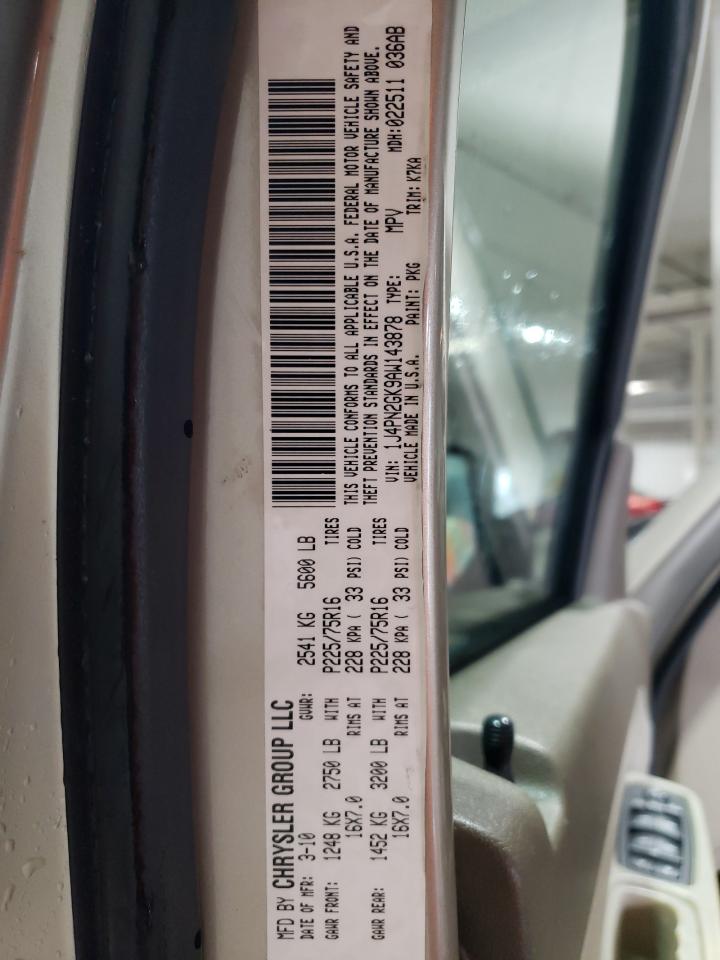 MFD BY CHRYSLER GROUP LLC
DATE OF MFR: 3-10 GVWR: 2541 KG 5600 LB
GAWR FRONT: 1248 KG 2750 LB WITH P225/75R16 TIRES
16X7.0 RIMS AT 228 KPA ( 33 PSI) COLD
GAWR REAR: 1452 KG 3200 LB WITH P225/75R16 TIRES
16X7.0 RIMS AT 228 KPA ( 33 PSI) COLD
THIS VEHICLE CONFORMS TO ALL APPLICABLE U.S.A. FEDERAL MOTOR VEHICLE SAFETY AND
THEFT PREVENTION STANDARDS IN EFFECT ON THE DATE OF MANUFACTURE SHOWN ABOVE.
VIN: 1J4PN2GK9AW143878 TYPE: MPV MDH:022511 036AB
VEHICLE MADE IN U.S.A. PAINT: PKG TRIM: K7KA